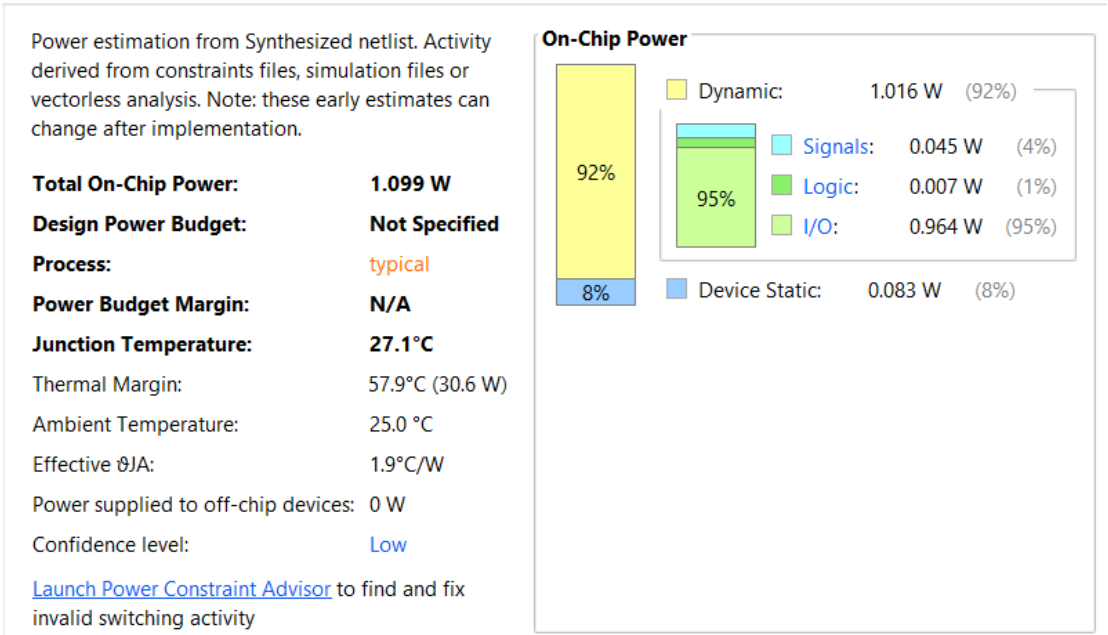 Power estimation from Synthesized netlist. Activity
derived from constraints files, simulation files or
vectorless analysis. Note: these early estimates can
change after implementation.
Total On-Chip Power: 1.099 W
Design Power Budget: Not Specified
Process: typical
Power Budget Margin: N/A
Junction Temperature: 27.1°C
Thermal Margin: 57.9°C (30.6 W)
Ambient Temperature: 25.0 °C
Effective ϑJA: 1.9°C/W
Power supplied to off-chip devices: 0 W
Confidence level: Low
Launch Power Constraint Advisor to find and fix
invalid switching activity
On-Chip Power
92%
8%
Dynamic: 1.016 W (92%)
95%
Signals: 0.045 W (4%)
Logic: 0.007 W (1%)
I/O: 0.964 W (95%)
Device Static: 0.083 W (8%)